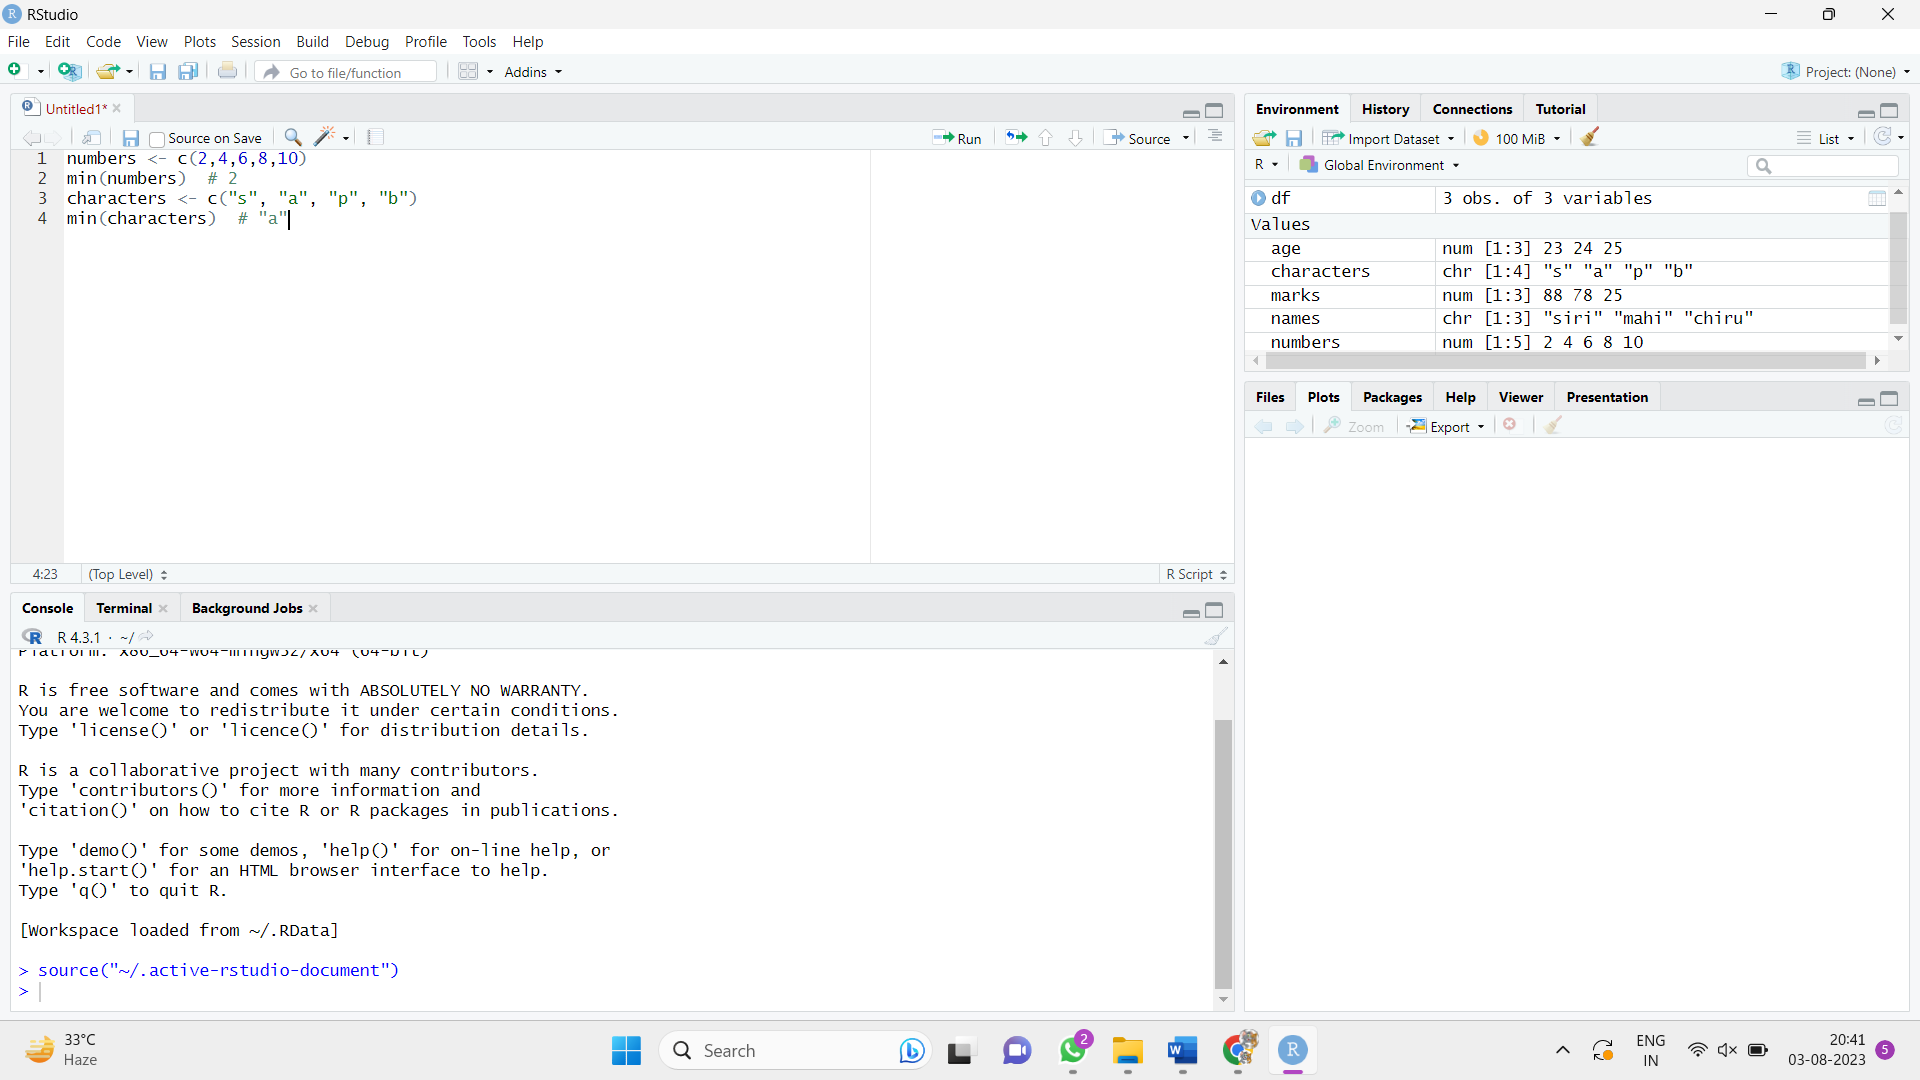 RStudio
File Edit Code View Plots Session Build Debug Profile Tools Help
Go to file/function Addins Project: (None)
Untitled1*
Source on Save Run Source
1 numbers <- c(2,4,6,8,10)
2 min(numbers)  # 2
3 characters <- c("s", "a", "p", "b")
4 min(characters)  # "a"
4:23 (Top Level) R Script
Console Terminal Background Jobs
R 4.3.1 · ~/
Platform: x86_64-w64-mingw32/x64 (64-bit)
R is free software and comes with ABSOLUTELY NO WARRANTY.
You are welcome to redistribute it under certain conditions.
Type 'license()' or 'licence()' for distribution details.
R is a collaborative project with many contributors.
Type 'contributors()' for more information and
'citation()' on how to cite R or R packages in publications.
Type 'demo()' for some demos, 'help()' for on-line help, or
'help.start()' for an HTML browser interface to help.
Type 'q()' to quit R.
[Workspace loaded from ~/.RData]
> source("~/.active-rstudio-document")
>
Environment History Connections Tutorial
Import Dataset 100 MiB List
R Global Environment
df 3 obs. of 3 variables
Values
age num [1:3] 23 24 25
characters chr [1:4] "s" "a" "p" "b"
marks num [1:3] 88 78 25
names chr [1:3] "siri" "mahi" "chiru"
numbers num [1:5] 2 4 6 8 10
Files Plots Packages Help Viewer Presentation
Zoom Export
33°C
Haze
Search
2
ENG
IN
20:41
03-08-2023
5